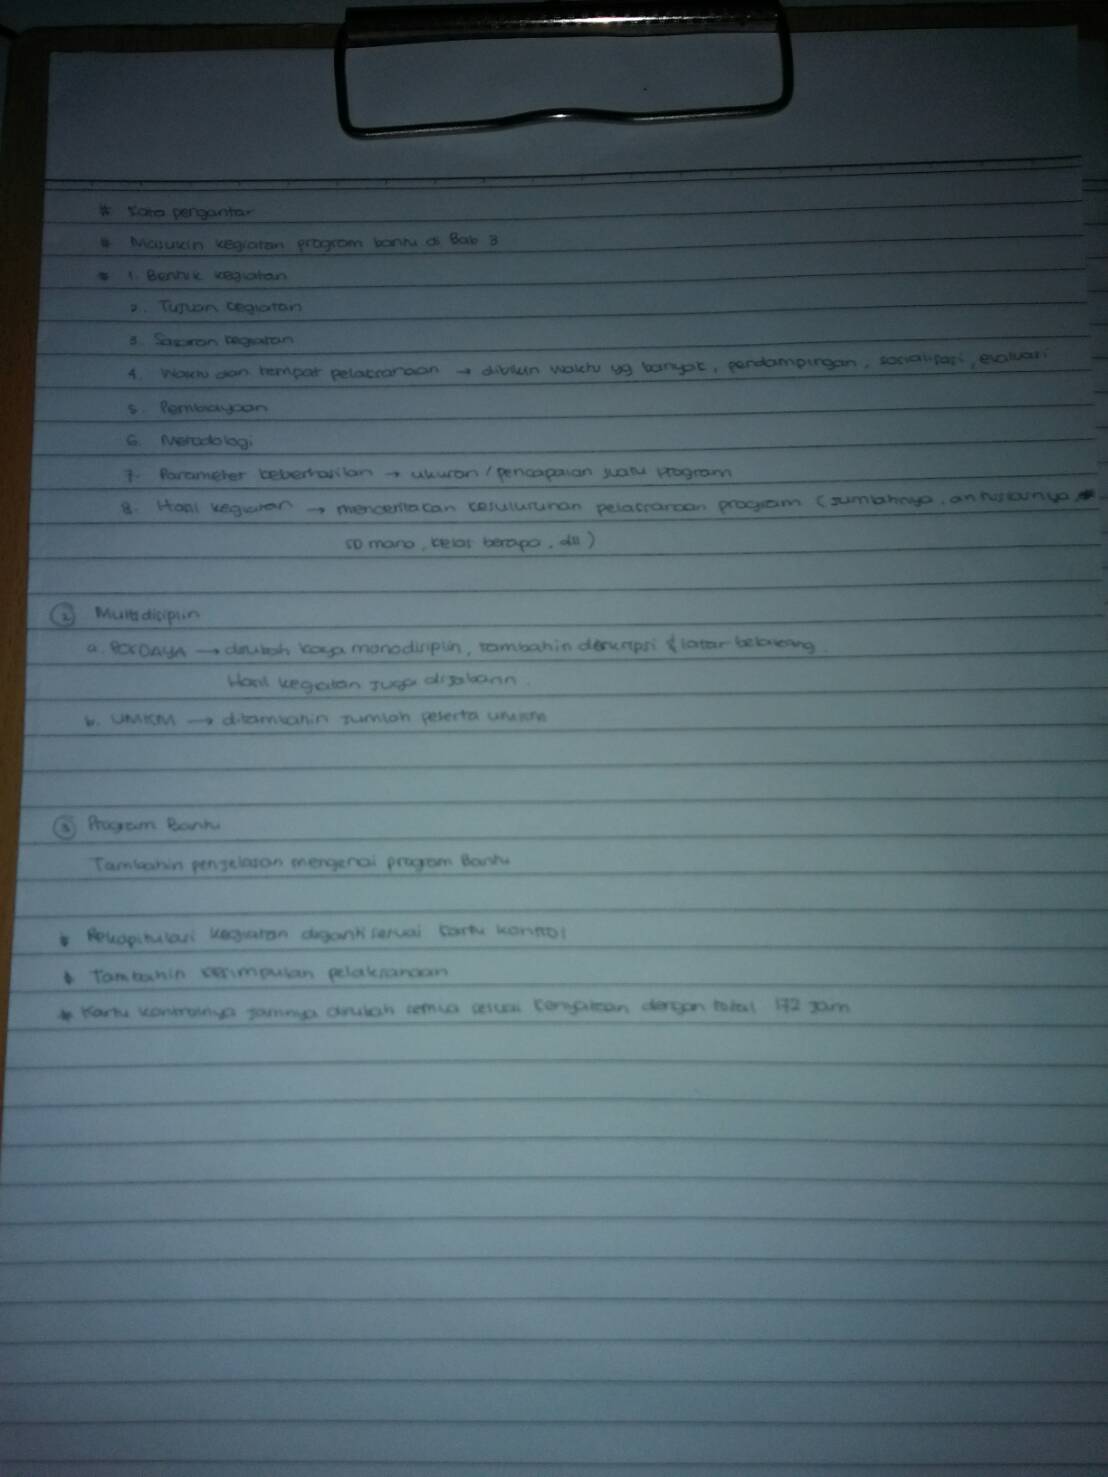 * Kata pengantar
* Masukin kegiatan program bantu di Bab 3
* 1. Bentuk kegiatan
2. Tujuan kegiatan
3. Sasaran kegiatan
4. Waktu dan tempat pelaksanaan → dibikin waktu yg banyak, pendampingan, sosialisasi, evaluasi
5. Pembiayaan
6. Metodologi
7. Parameter keberhasilan → ukuran/pencapaian suatu program
8. Hasil kegiatan → menceritakan keseluruhan pelaksanaan program (jumlahnya, antusiasnya,
SD mana, kelas berapa, dll)
② Multidisiplin
a. POSDAYA → diubah kaya monodisiplin, tambahin deskripsi & latar belakang.
Hasil kegiatan juga dijabarin.
b. UMKM → ditambahin jumlah peserta UMKM
③ Program Bantu
Tambahin penjelasan mengenai program Bantu
* Rekapitulasi kegiatan diganti sesuai kartu kontrol
* Tambahin kesimpulan pelaksanaan
* Kartu kontrolnya jamnya diubah semua sesuai kenyataan dengan total 172 jam